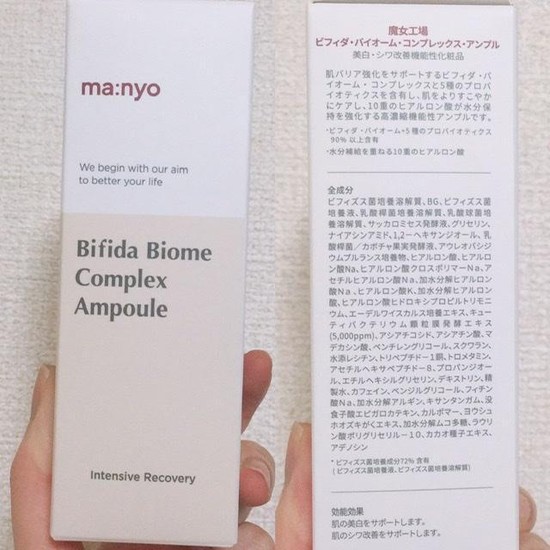 ma:nyo
We begin with our aim
to better your life
Bifida Biome
Complex
Ampoule
Intensive Recovery
魔女工場
ビフィダ・バイオーム・コンプレックス・アンプル
美白・シワ改善機能性化粧品
肌バリア強化をサポートするビフィダ・バ
イオーム・コンプレックスと5種のプロバ
イオティクスを含有し、肌をよりすこやか
にケアし、10重のヒアルロン酸が水分保
持を強化する高濃縮機能性アンプルです。
・ビフィダ・バイオーム+5種のプロバイオティクス
90% 以上含有
・水分補給を重ねる10重のヒアルロン酸
全成分
ビフィズス菌培養溶解質、BG、ビフィズス菌
培養液、乳酸桿菌培養溶解質、乳酸球菌培
養溶解質、サッカロミセス発酵液、グリセリン、
ナイアシンアミド、1,2-ヘキサンジオール、乳
酸桿菌/カボチャ果実発酵液、アウレオバシジ
ウムプルランス培養物、ヒアルロン酸、ヒアル
ロン酸Na、ヒアルロン酸クロスポリマーNa、ア
セチルヒアルロン酸Na、加水分解ヒアルロン
酸Na、ヒアルロン酸K、加水分解ヒアルロン
酸、ヒアルロン酸ヒドロキシプロピルトリモニ
ウム、エーデルワイスカルス培養エキス、キュー
ティバクテリウム顆粒膜発酵エキス
(5,000ppm)、アシアチコシド、アシアチン酸、マ
デカシン酸、ペンチレングリコール、スクワラン、
水添レシチン、トリペプチド-1銅、トロメタミン、
アセチルヘキサペプチド-8、プロパンジオ
ール、エチルヘキシルグリセリン、デキストリン、精
製水、カフェイン、ペンジルグリコール、フィチン
酸Na、加水分解アルギン、キサンタンガム、没
食子酸エピガロカテキン、カルボマー、ヨウシュ
ホオズキがくエキス、加水分解ムコ多糖、ラウリ
ン酸ポリグリセリル-10、カカオ種子エキス、
アデノシン
* ビフィズス菌培養成分72% 含有
(ビフィズス菌培養液、ビフィズス菌培養溶解質)
効能効果
肌の美白をサポートします。
肌のシワ改善をサポートします。